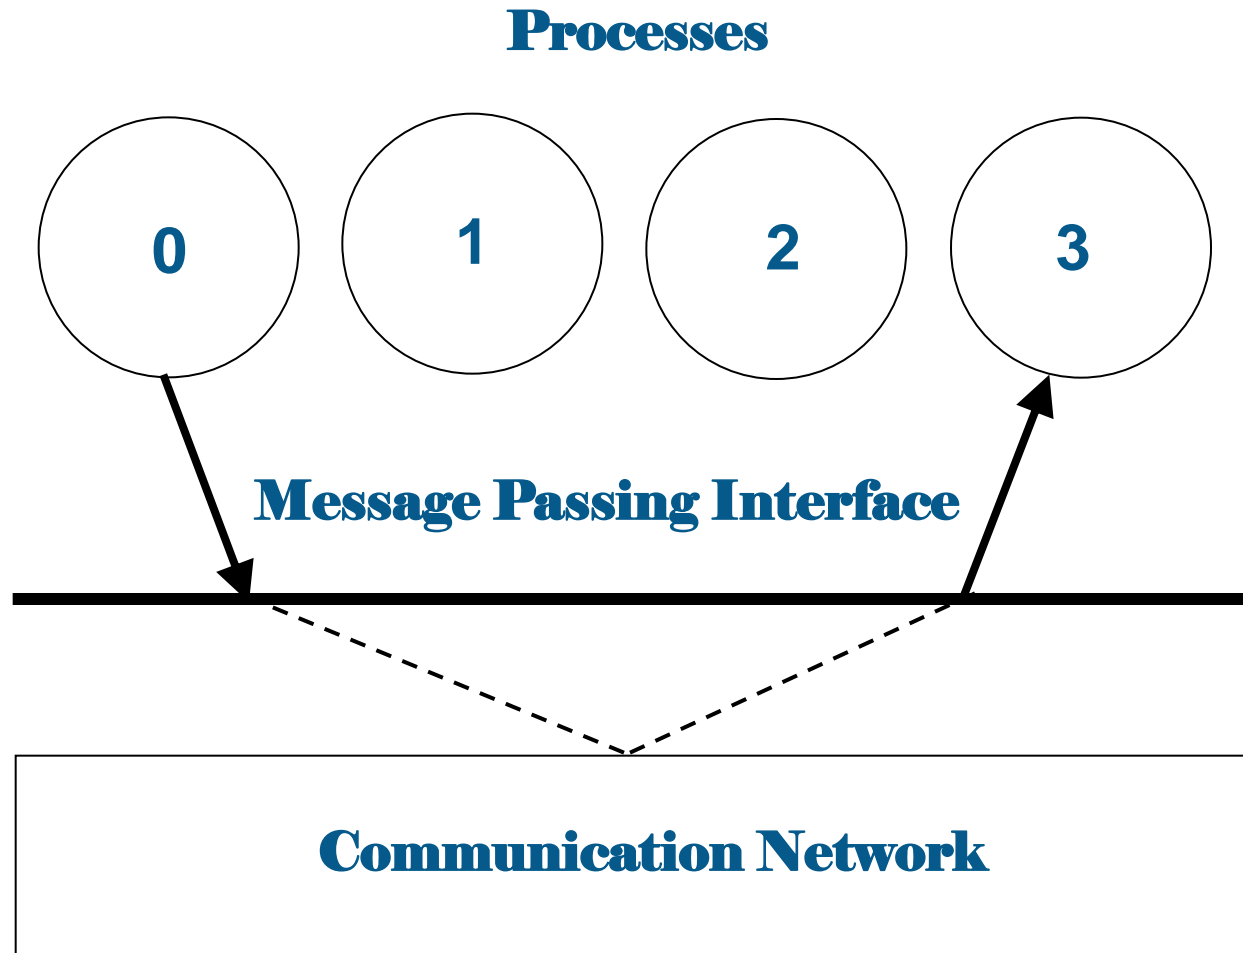 Processes
0 1 2 3
Message Passing Interface
Communication Network